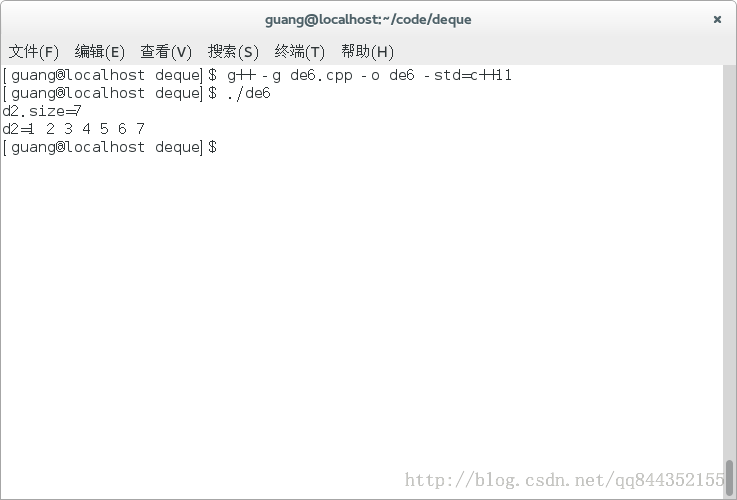 guang@localhost:~/code/deque
文件(F) 编辑(E) 查看(V) 搜索(S) 终端(T) 帮助(H)
[guang@localhost deque]$ g++ -g de6.cpp -o de6 -std=c++11
[guang@localhost deque]$ ./de6
d2.size=7
d2=1 2 3 4 5 6 7
[guang@localhost deque]$
http://blog.csdn.net/qq844352155